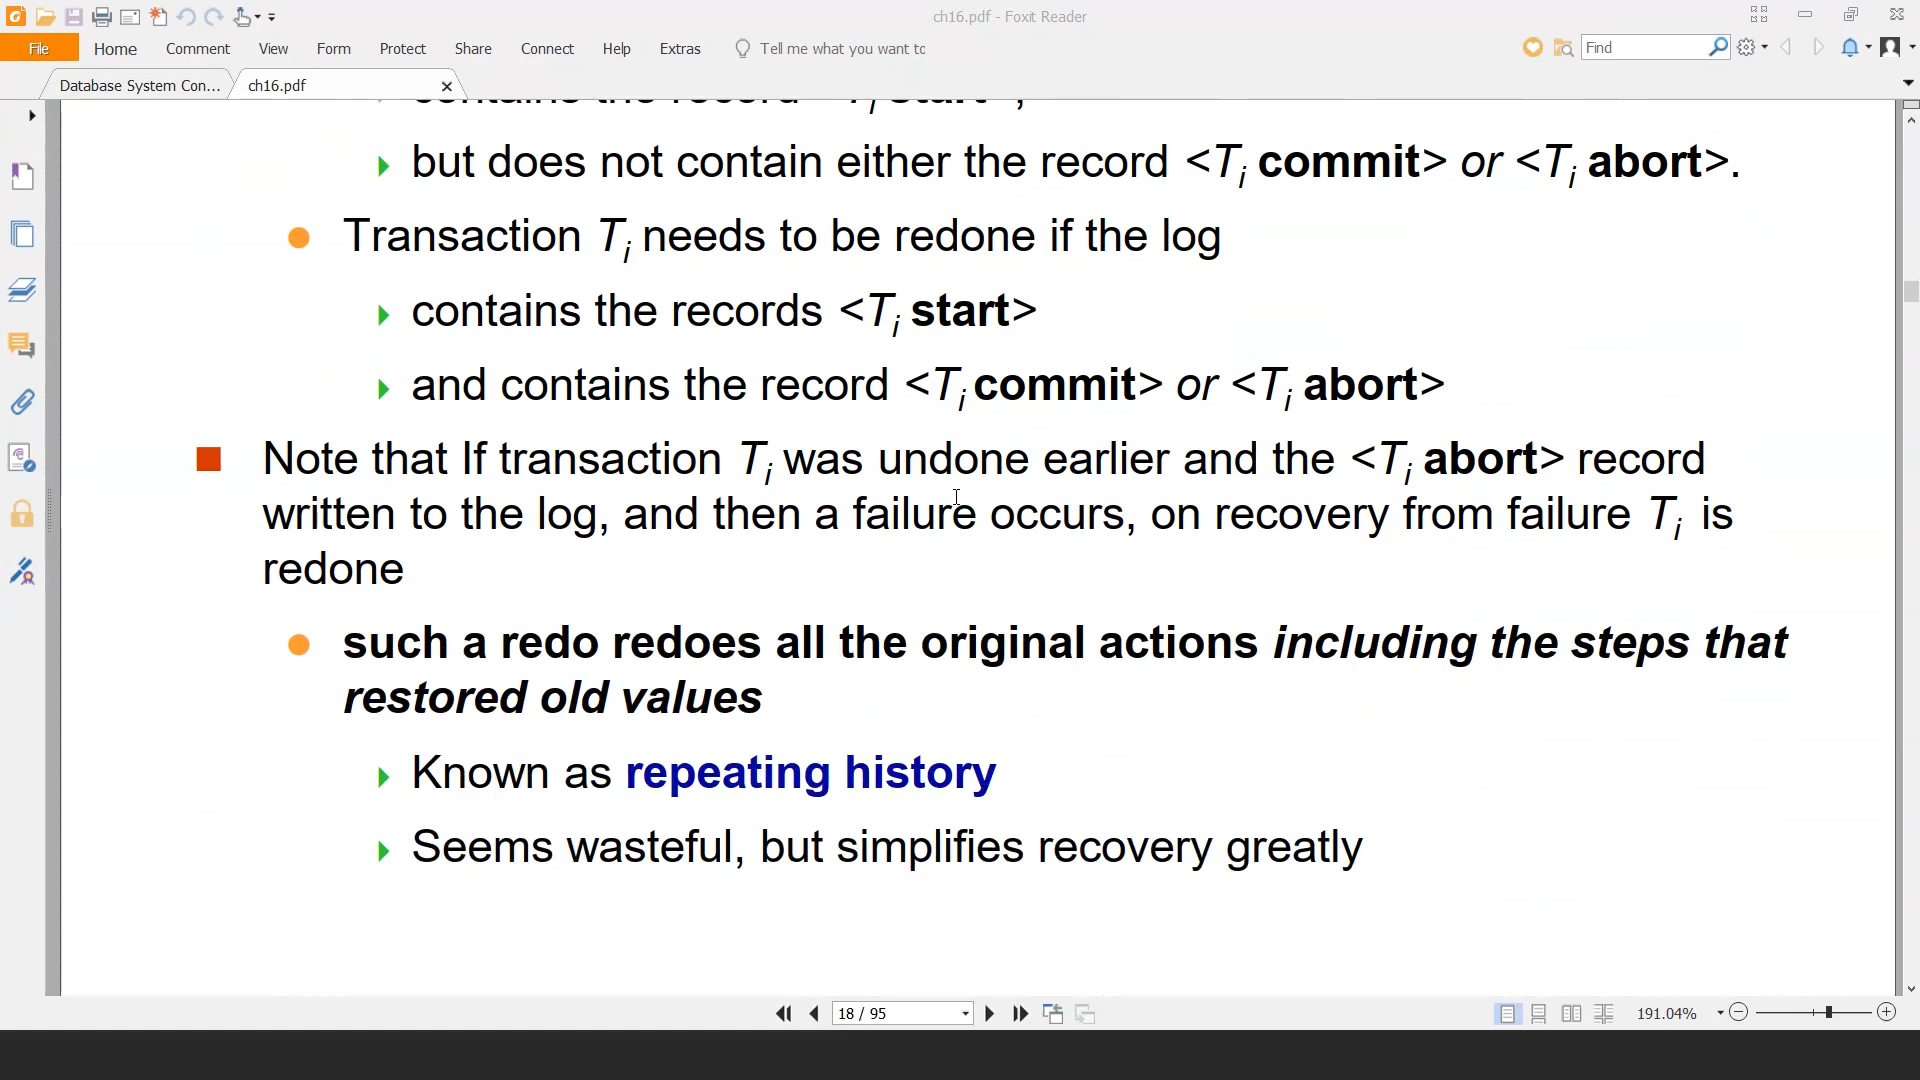 ch16.pdf - Foxit Reader
File Home Comment View Form Protect Share Connect Help Extras Tell me what you want to Find
Database System Con... ch16.pdf
contains the record <Ti start>,
but does not contain either the record <Ti commit> or <Ti abort>.
Transaction Ti needs to be redone if the log
contains the records <Ti start>
and contains the record <Ti commit> or <Ti abort>
Note that If transaction Ti was undone earlier and the <Ti abort> record
written to the log, and then a failure occurs, on recovery from failure Ti is
redone
such a redo redoes all the original actions including the steps that
restored old values
Known as repeating history
Seems wasteful, but simplifies recovery greatly
18 / 95 191.04%